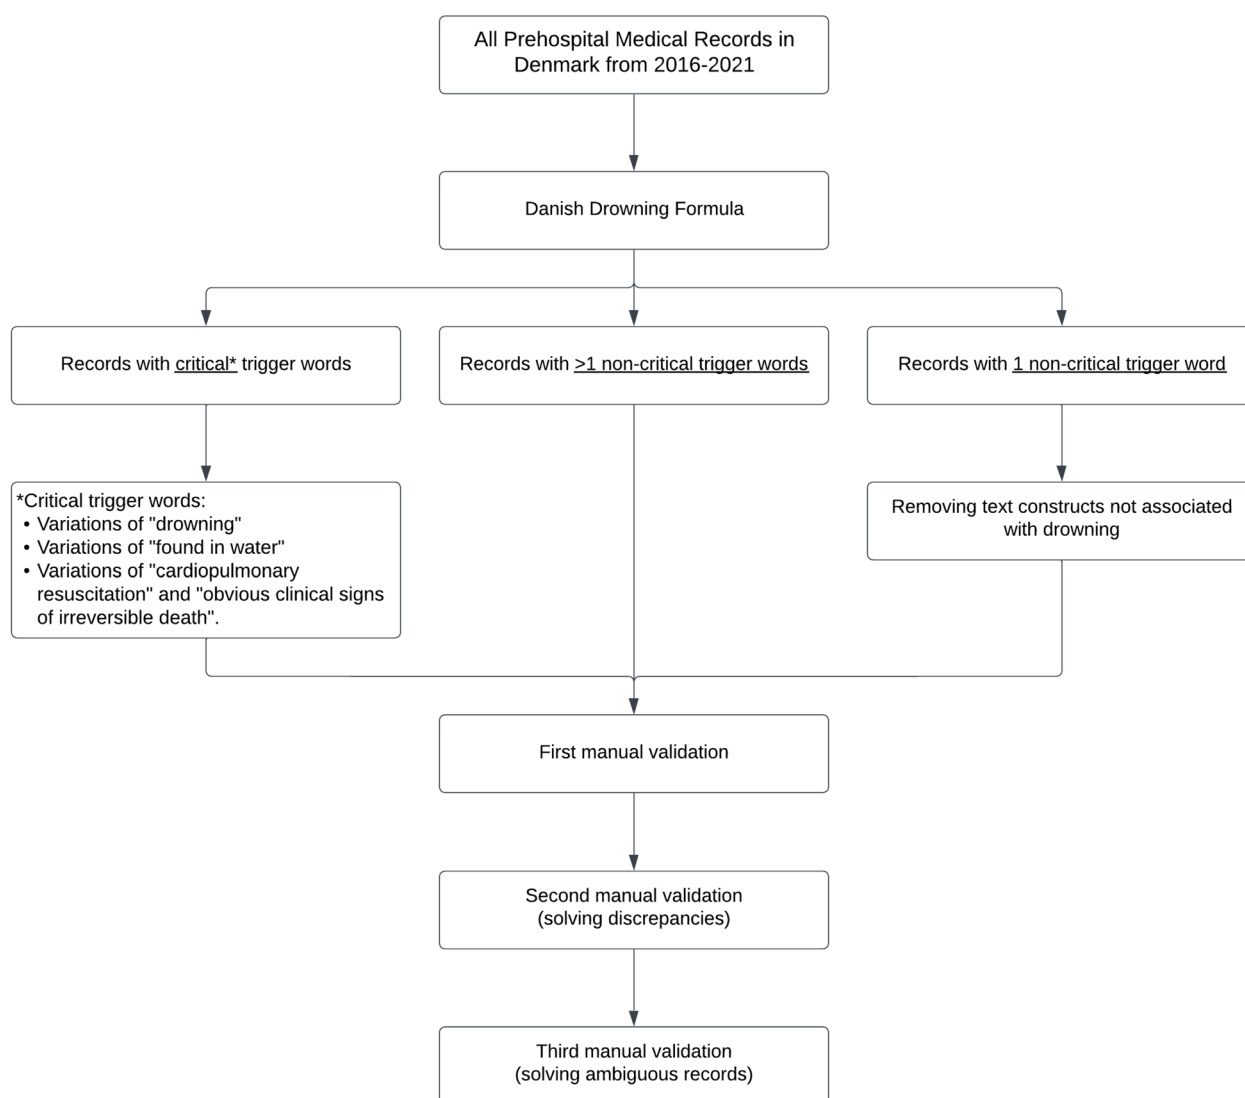 All Prehospital Medical Records in
Denmark from 2016-2021
Danish Drowning Formula
Records with critical* trigger words
Records with >1 non-critical trigger words
Records with 1 non-critical trigger word
*Critical trigger words:
• Variations of "drowning"
• Variations of "found in water"
• Variations of "cardiopulmonary
resuscitation" and "obvious clinical signs
of irreversible death".
Removing text constructs not associated
with drowning
First manual validation
Second manual validation
(solving discrepancies)
Third manual validation
(solving ambiguous records)